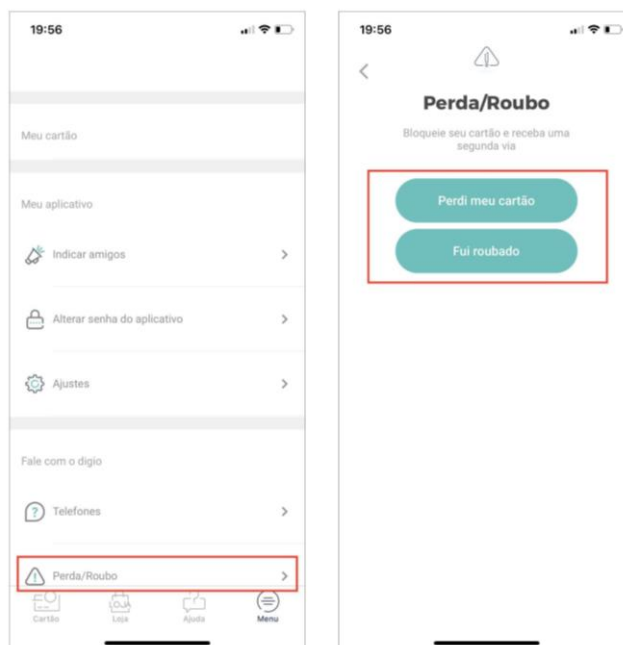 19:56
Meu cartão
Meu aplicativo
Indicar amigos
Alterar senha do aplicativo
Ajustes
Fale com o digio
Telefones
Perda/Roubo
Cartão
Loja
Ajuda
Menu
19:56
Perda/Roubo
Bloqueie seu cartão e receba uma
segunda via
Perdi meu cartão
Fui roubado